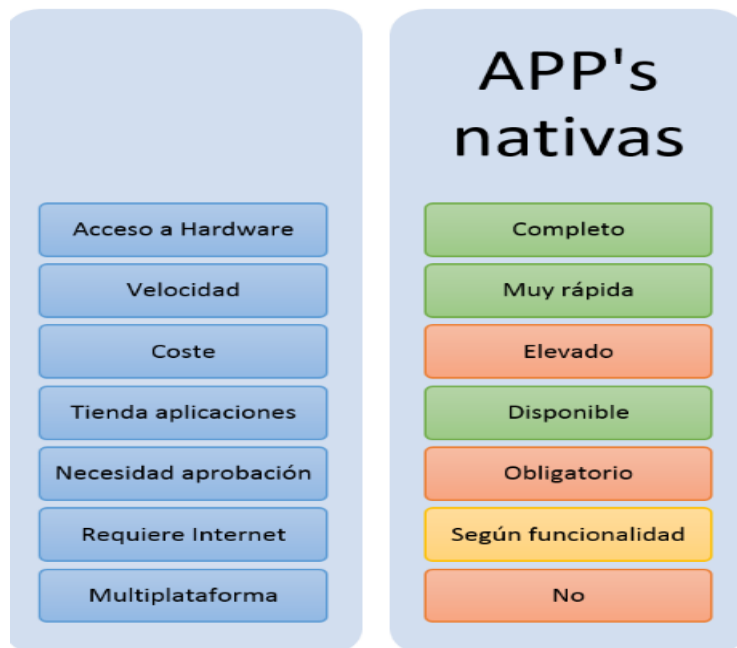 APP's
nativas
Acceso a Hardware
Completo
Velocidad
Muy rápida
Coste
Elevado
Tienda aplicaciones
Disponible
Necesidad aprobación
Obligatorio
Requiere Internet
Según funcionalidad
Multiplataforma
No